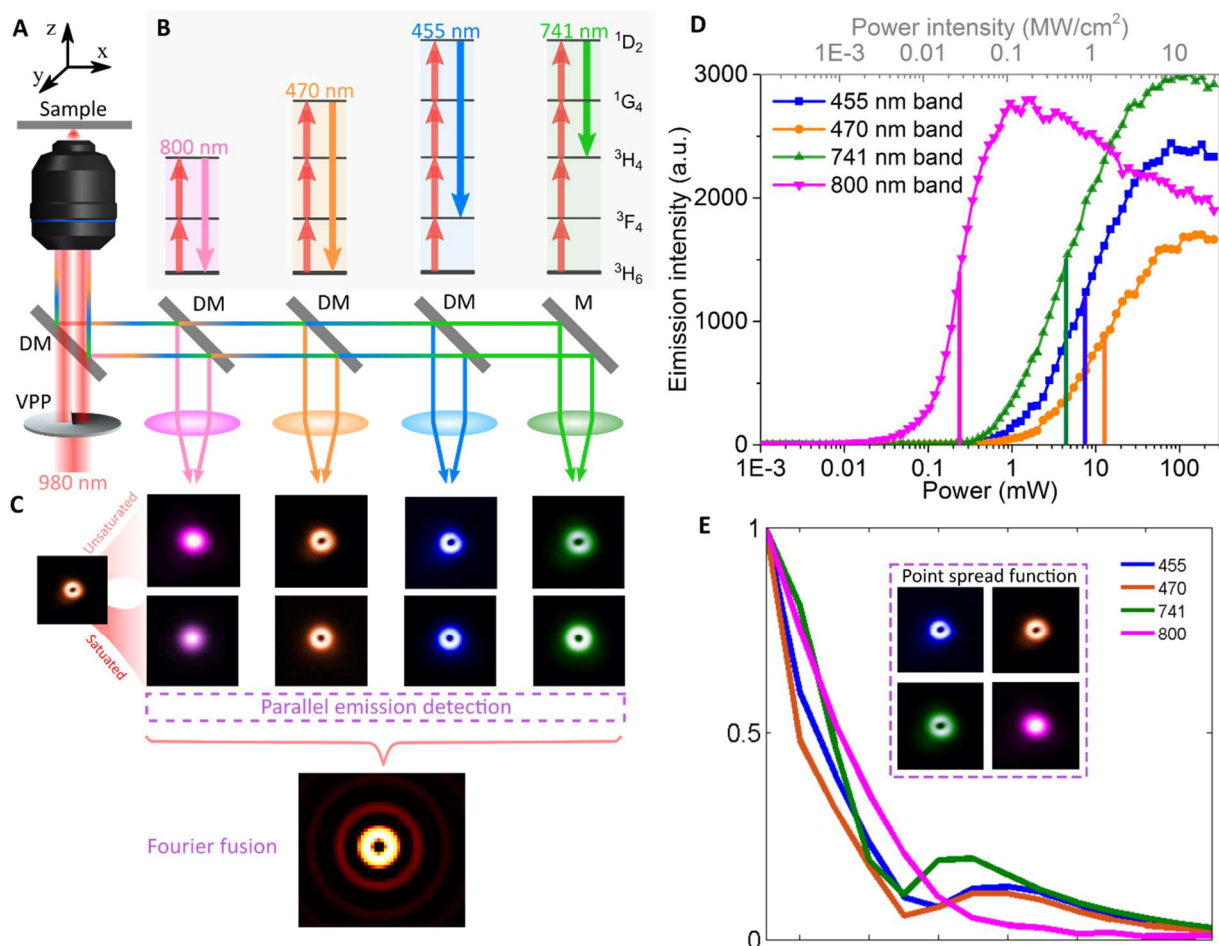 A
z
x
y
Sample
DM
VPP
980 nm
B
800 nm
470 nm
455 nm
741 nm
¹D₂
¹G₄
³H₄
³F₄
³H₆
DM
DM
DM
M
C
Unsaturated
Satuated
Parallel emission detection
Fourier fusion
D
Power intensity (MW/cm²)
1E-3
0.01
0.1
1
10
3000
2000
1000
0
Eimission intensity (a.u.)
455 nm band
470 nm band
741 nm band
800 nm band
1E-3
0.01
0.1
1
10
100
Power (mW)
E
1
0.5
0
Point spread function
455
470
741
800